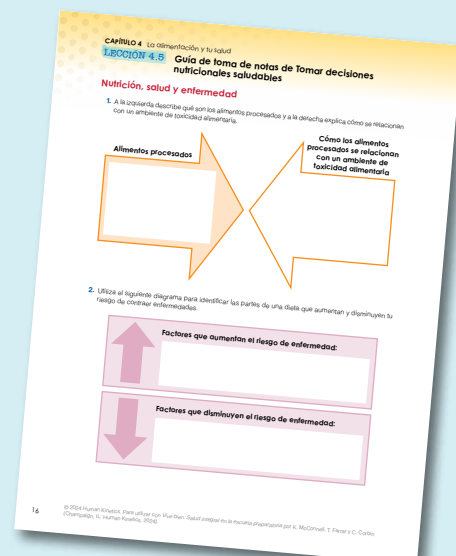 CAPÍTULO 4 La alimentación y tu salud
LECCIÓN 4.5 Guía de toma de notas de Tomar decisiones
nutricionales saludables
Nutrición, salud y enfermedad
1. A la izquierda describe qué son los alimentos procesados y a la derecha explica cómo se relacionan
con un ambiente de toxicidad alimentaria.
Alimentos procesados
Cómo los alimentos
procesados se relacionan
con un ambiente de
toxicidad alimentaria
2. Utiliza el siguiente diagrama para identificar las partes de una dieta que aumentan y disminuyen tu
riesgo de contraer enfermedades.
Factores que aumentan el riesgo de enfermedad:
Factores que disminuyen el riesgo de enfermedad:
16
© 2024 Human Kinetics. Para utilizar con Vive bien: Salud integral en la escuela preparatoria por K. McConnell, T. Farrar y C. Corbin
(Champaign, IL: Human Kinetics, 2024).